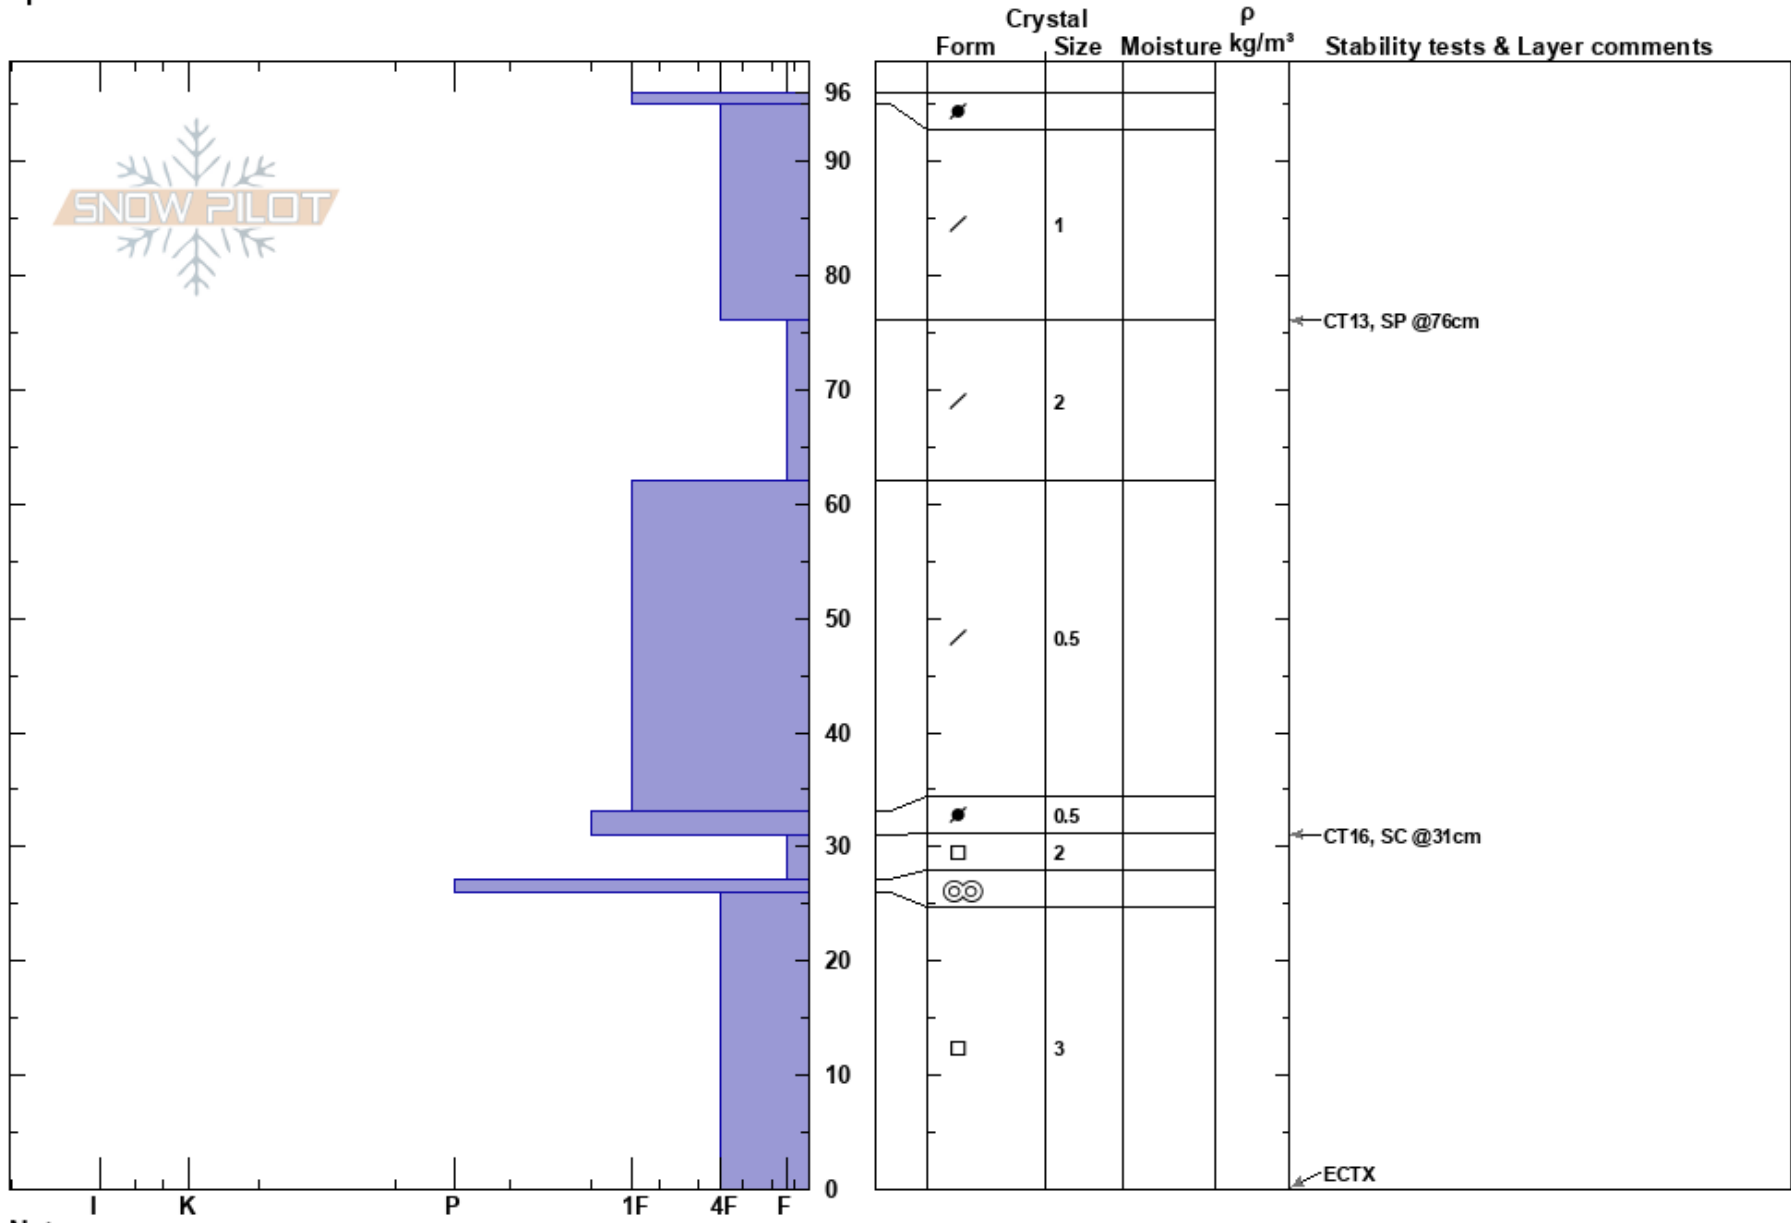 Crystal
ρ
Form Size Moisture kg/m³ Stability tests & Layer comments
96
90
SNOW PILOT
1
80
CT13, SP @76cm
70
2
60
50
0.5
40
0.5
CT16, SC @31cm
30
2
20
10
3
ECTX
0
I K P 1F 4F F